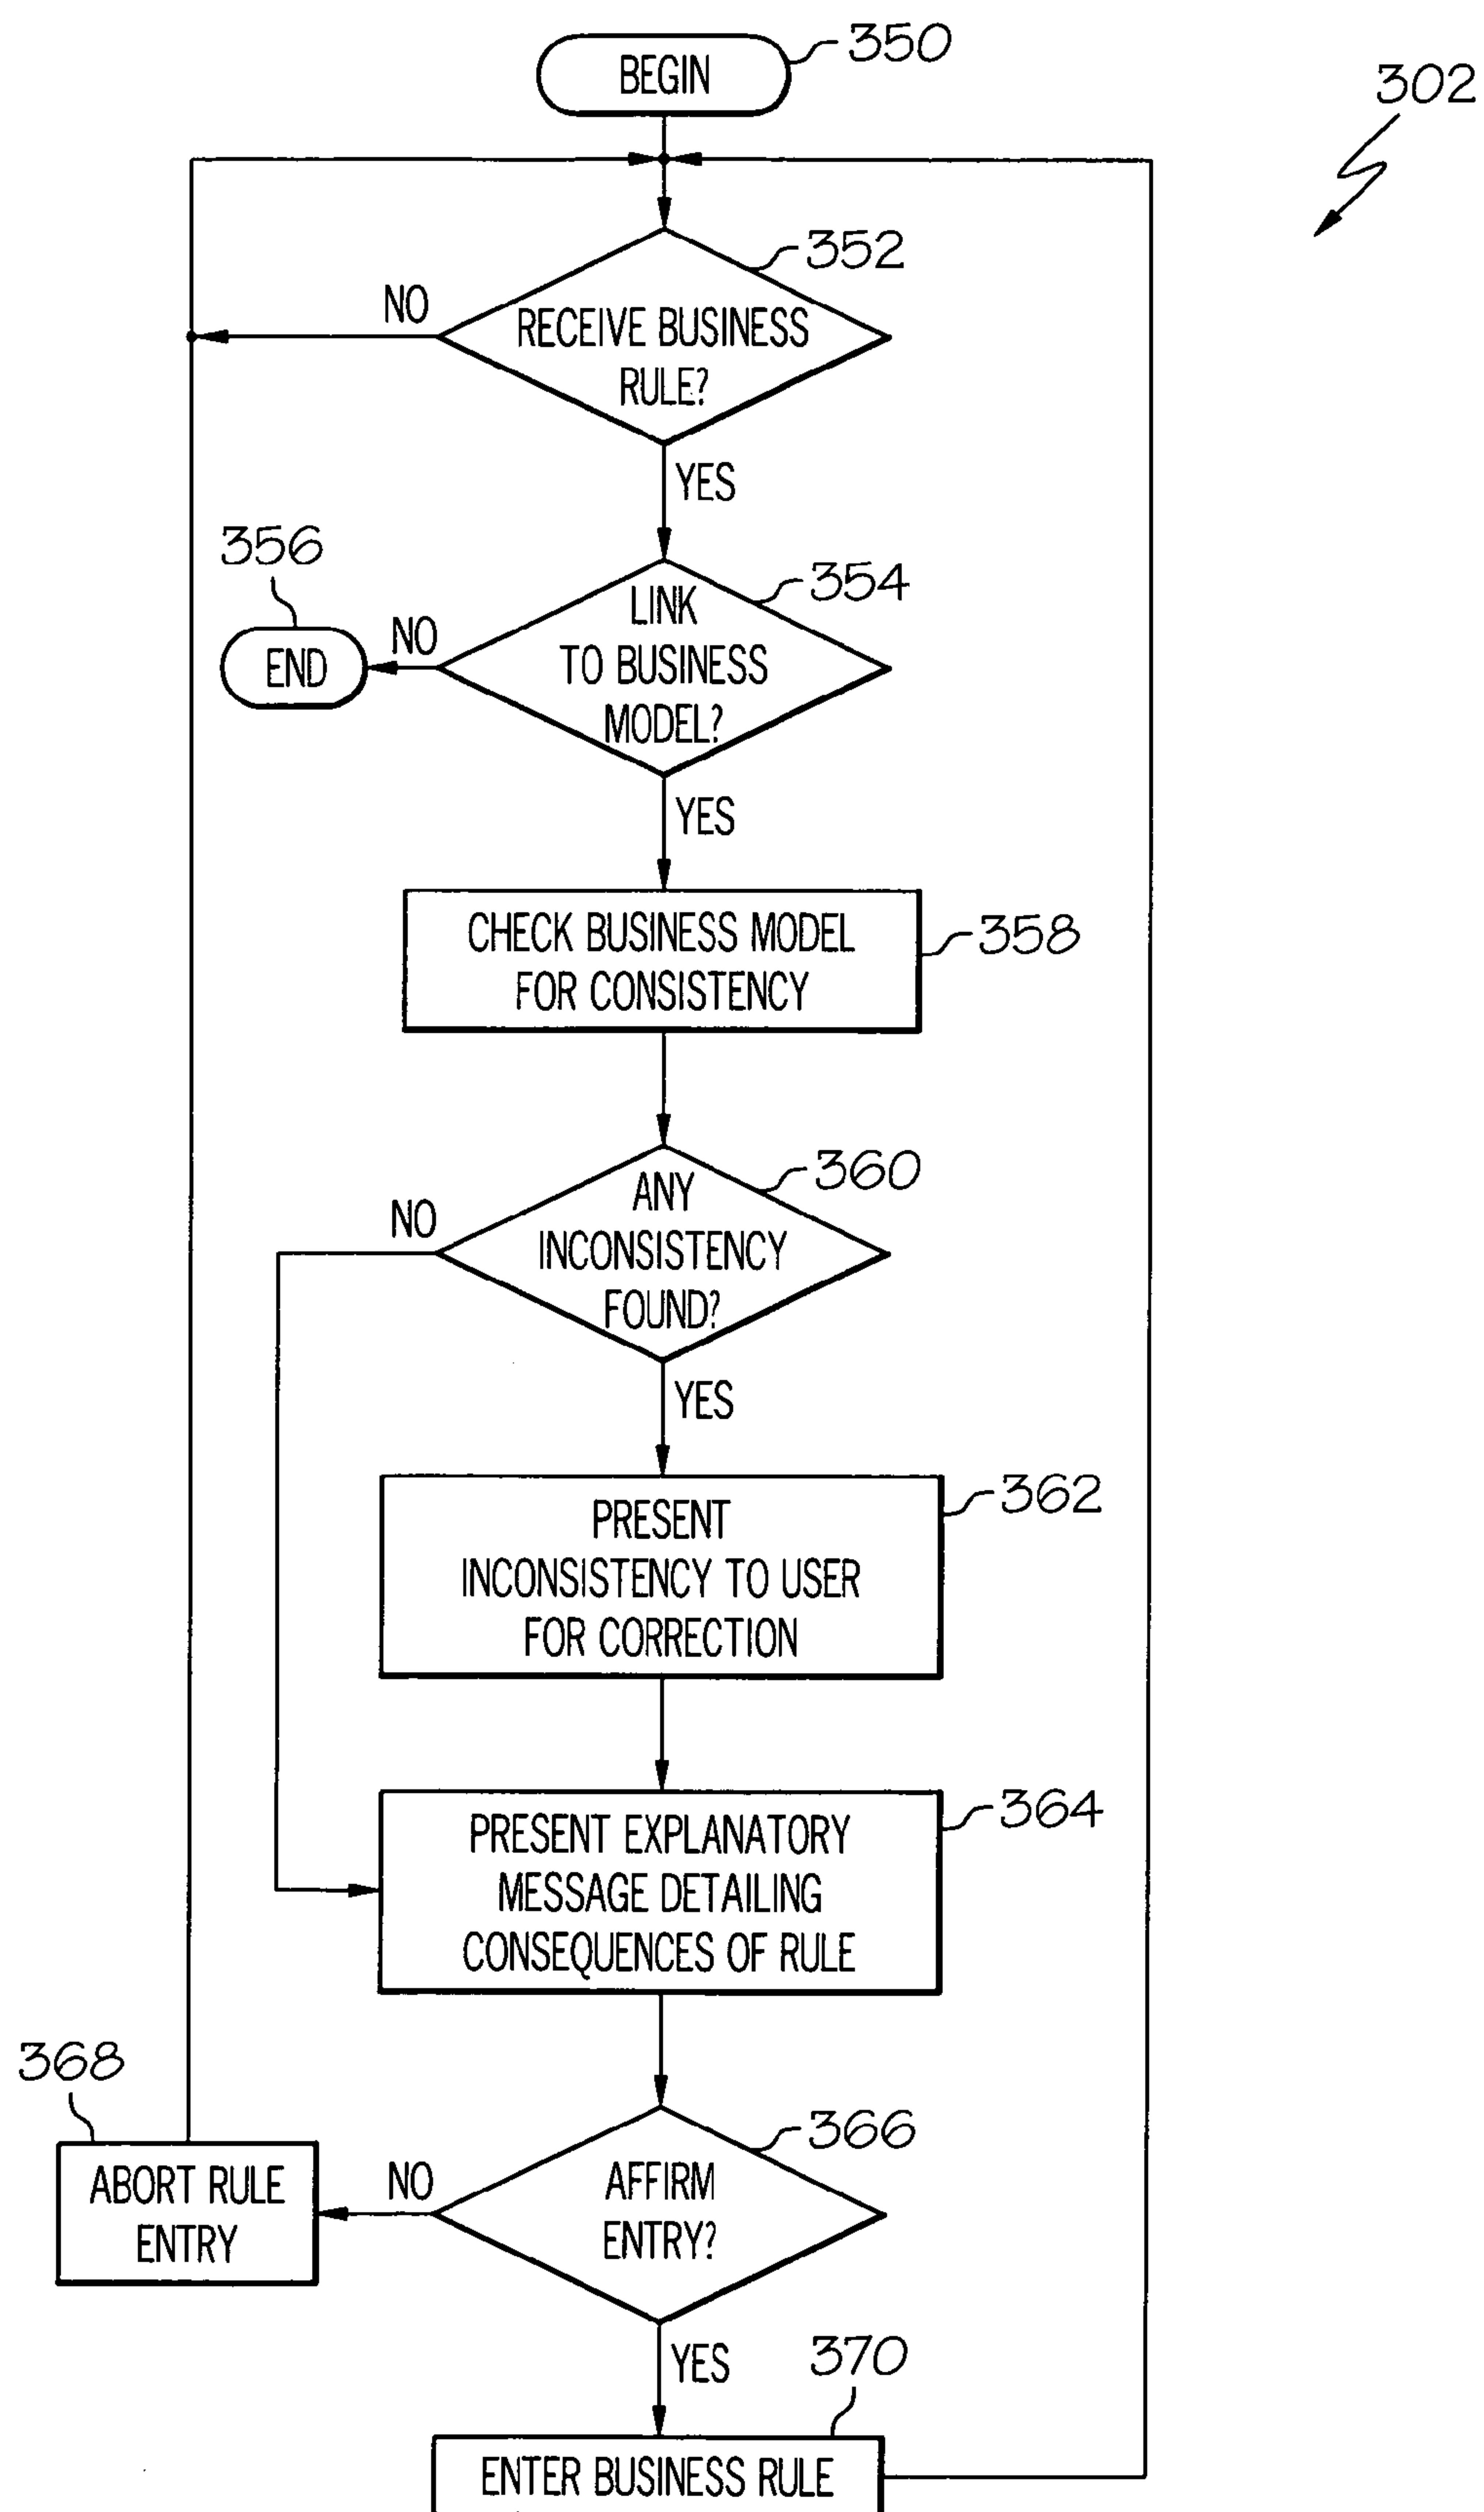 BEGIN
350
302
352
NO
RECEIVE BUSINESS
RULE?
YES
356
354
LINK
TO BUSINESS
MODEL?
NO
END
YES
CHECK BUSINESS MODEL
FOR CONSISTENCY
358
360
ANY
INCONSISTENCY
FOUND?
NO
YES
362
PRESENT
INCONSISTENCY TO USER
FOR CORRECTION
364
PRESENT EXPLANATORY
MESSAGE DETAILING
CONSEQUENCES OF RULE
368
366
ABORT RULE
ENTRY
NO
AFFIRM
ENTRY?
YES
370
ENTER BUSINESS RULE